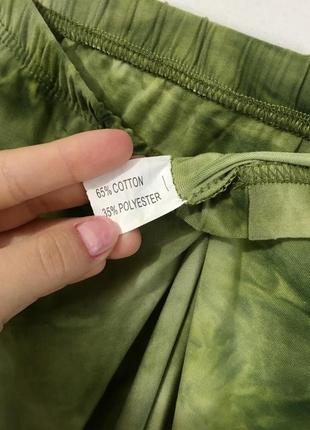 65% COTTON
35% POLYESTER